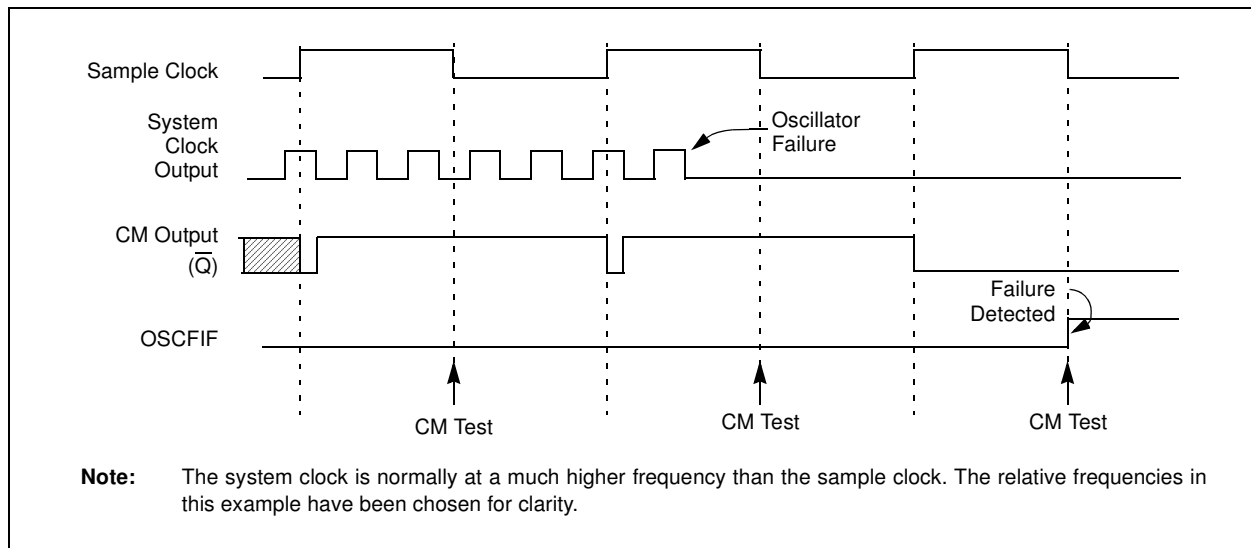 Sample Clock
System
Clock
Output
Oscillator
Failure
CM Output
(Q̅)
Failure
Detected
OSCFIF
CM Test
CM Test
CM Test
Note: The system clock is normally at a much higher frequency than the sample clock. The relative frequencies in
this example have been chosen for clarity.